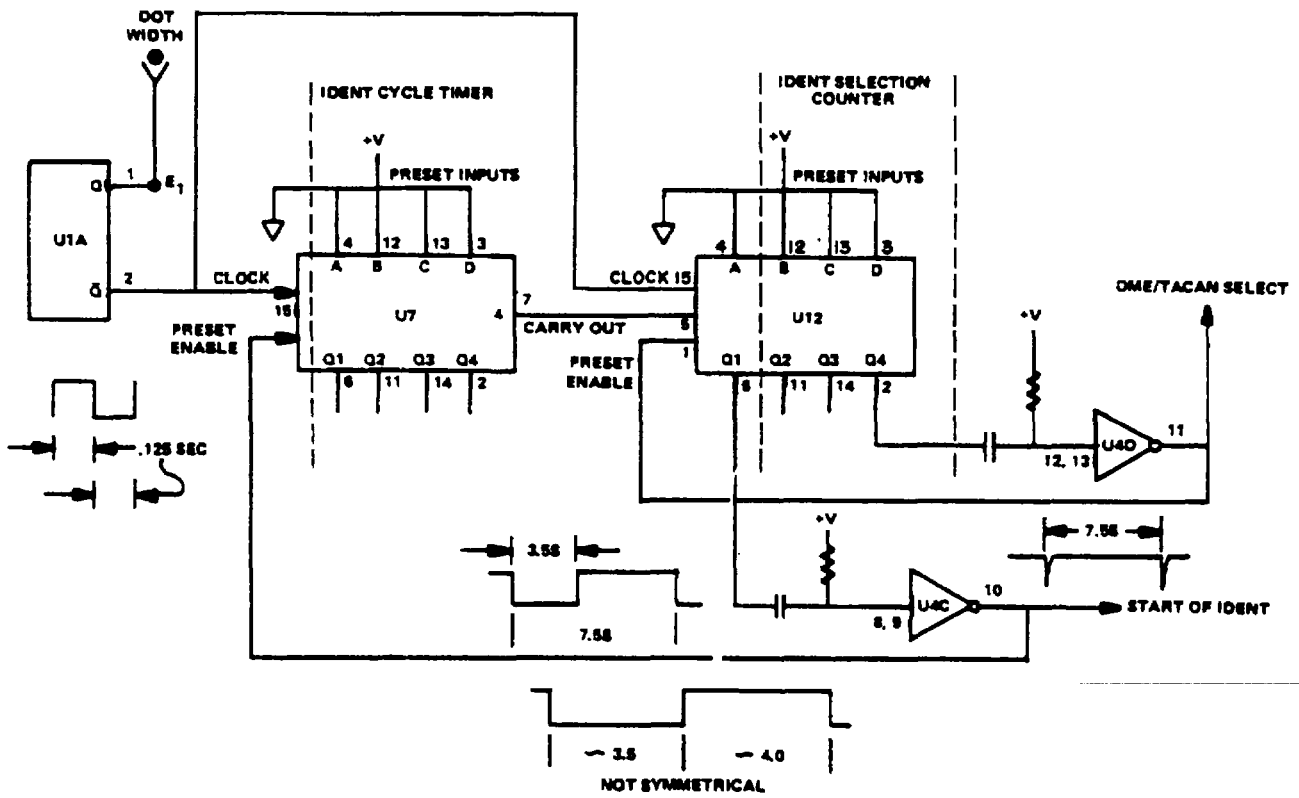 DOT
WIDTH
IDENT CYCLE TIMER
IDENT SELECTION
COUNTER
+V
+V
PRESET INPUTS
PRESET INPUTS
Q 1 E1
U1A
4 12 13 3
4 12 13 3
A B C D
A B C D
Q̄ 2
CLOCK
15
CLOCK 15
7
4
CARRY OUT
5
U7
U12
DME/TACAN SELECT
PRESET
ENABLE
1
PRESET
ENABLE
+V
Q1 Q2 Q3 Q4
6 11 14 2
Q1 Q2 Q3 Q4
6 11 14 2
U4D
11
12, 13
.125 SEC
+V
7.5S
3.5S
U4C
10
8, 9
START OF IDENT
7.5S
~ 3.5
~ 4.0
NOT SYMMETRICAL